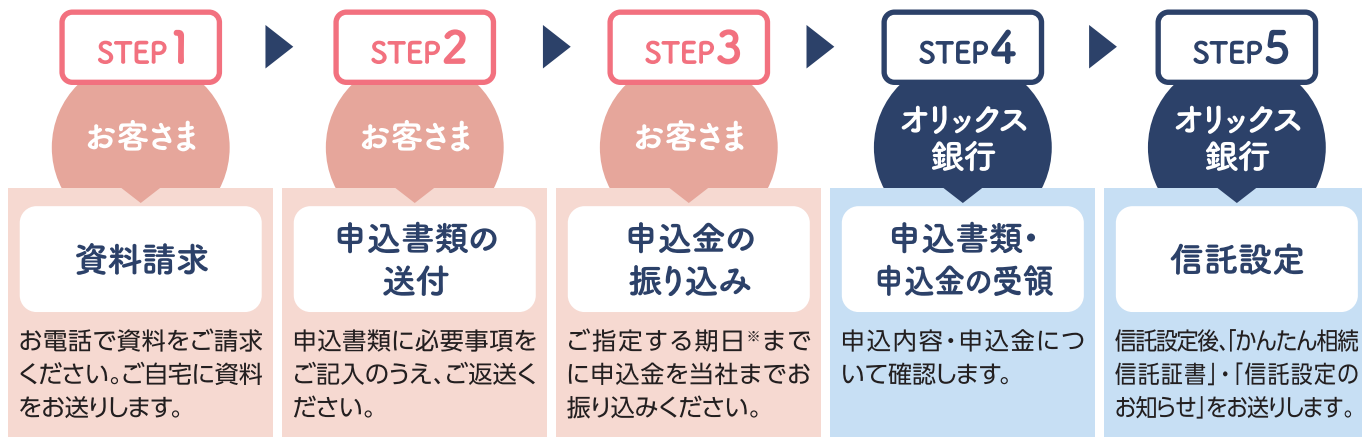 STEP1
お客さま
資料請求
お電話で資料をご請求
ください。ご自宅に資料
をお送りします。
STEP2
お客さま
申込書類の
送付
申込書類に必要事項を
ご記入のうえ、ご返送く
ださい。
STEP3
お客さま
申込金の
振り込み
ご指定する期日※まで
に申込金を当社までお
振り込みください。
STEP4
オリックス
銀行
申込書類・
申込金の受領
申込内容・申込金につ
いて確認します。
STEP5
オリックス
銀行
信託設定
信託設定後、「かんたん相続
信託証書」・「信託設定の
お知らせ」をお送りします。